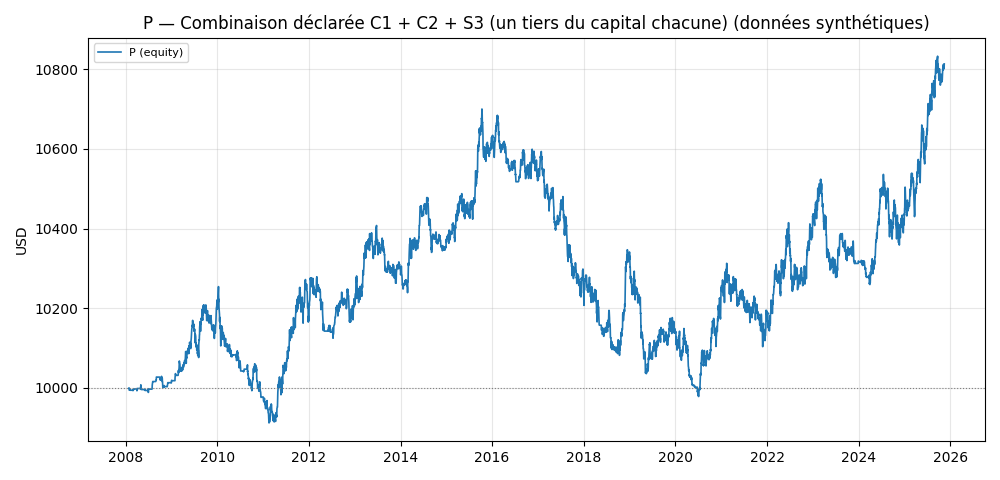 P — Combinaison déclarée C1 + C2 + S3 (un tiers du capital chacune) (données synthétiques)
P (equity)
USD
10800
10600
10400
10200
10000
2008 2010 2012 2014 2016 2018 2020 2022 2024 2026